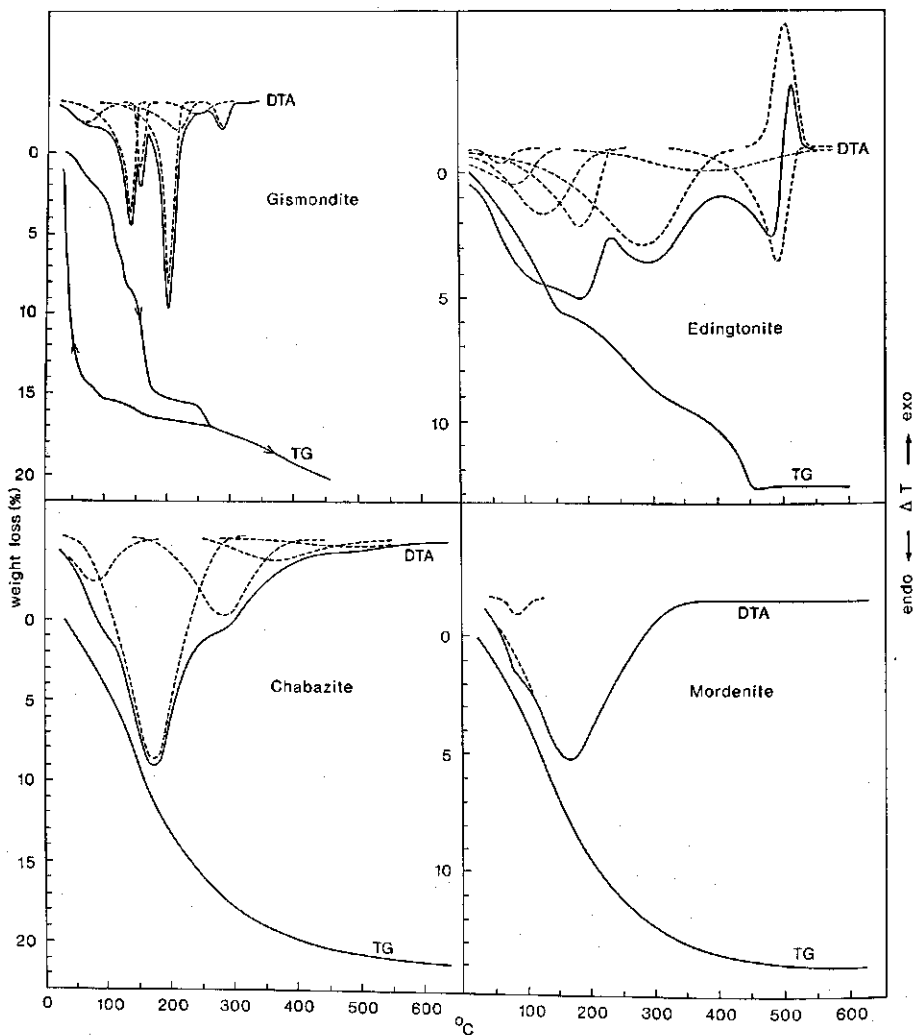 DTA
0
Gismondite
5
10
15
TG
20
DTA
0
5
Edingtonite
10
TG
weight loss (%)
endo ← Δ T → exo
DTA
0
Chabazite
5
10
15
20
TG
0 100 200 300 400 500 600
DTA
0
Mordenite
5
10
TG
0 100 200 300 400 500 600
°C